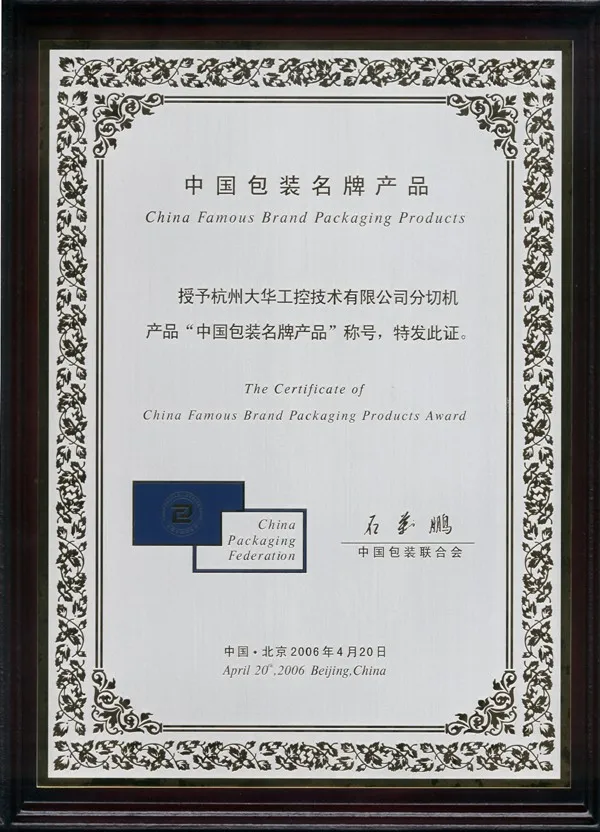 中国包装名牌产品
China Famous Brand Packaging Products
授予杭州大华工控技术有限公司分切机
产品“中国包装名牌产品”称号，特发此证。
The Certificate of
China Famous Brand Packaging Products Award
China
Packaging
Federation
石万鹏
中国包装联合会
中国·北京2006年4月20日
April 20th,2006 Beijing,China